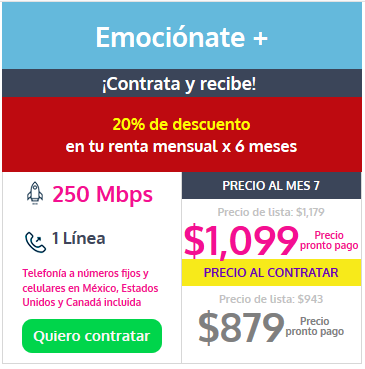 Emociónate +
¡Contrata y recibe!
20% de descuento
en tu renta mensual x 6 meses
250 Mbps
1 Línea
Telefonía a números fijos y
celulares en México, Estados
Unidos y Canadá incluida
Quiero contratar
PRECIO AL MES 7
Precio de lista: $1,179
$1,099 Precio
pronto pago
PRECIO AL CONTRATAR
Precio de lista: $943
$879 Precio
pronto pago